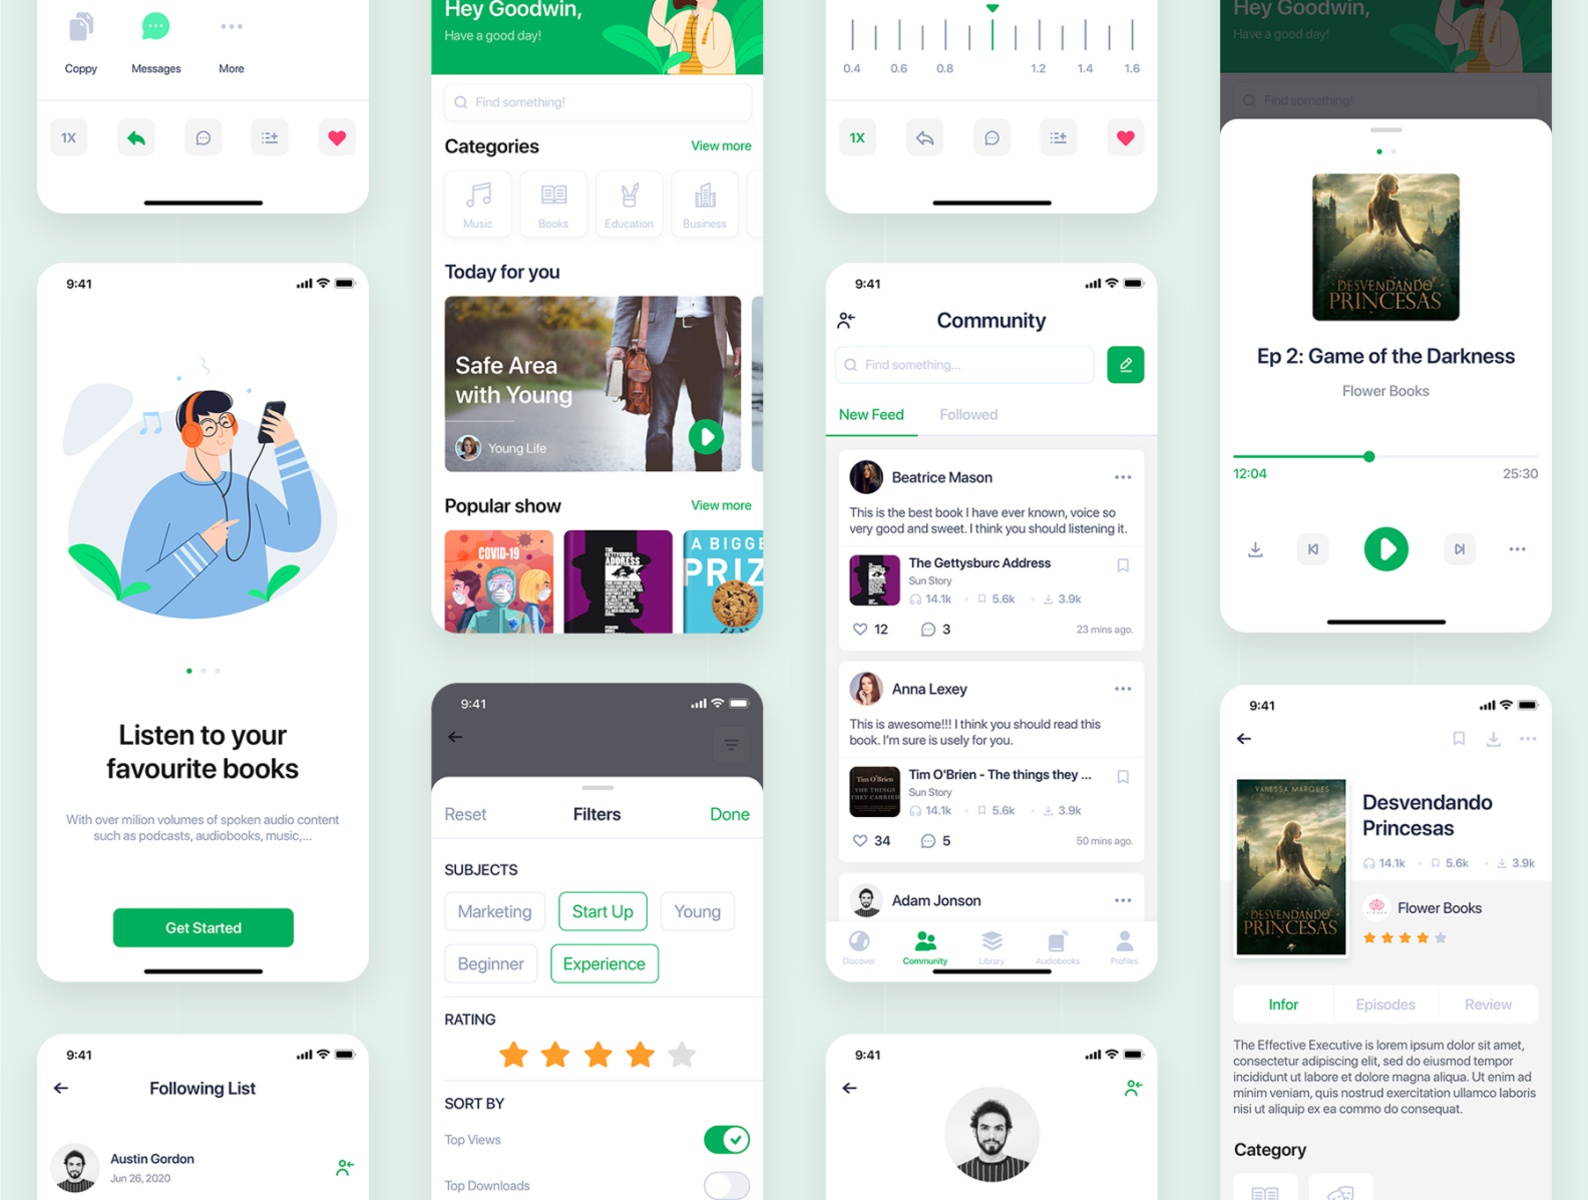 Coppy
Messages
More
1X
9:41
Listen to your
favourite books
With over milion volumes of spoken audio content
such as podcasts, audiobooks, music,...
Get Started
9:41
Following List
Austin Gordon
Jun 26, 2020
Hey Goodwin,
Have a good day!
Find something!
Categories
View more
Music
Books
Education
Business
Today for you
Safe Area
with Young
Young Life
Popular show
View more
COVID-19
THE
GETTYSBURG
ADDRESS
A BIGGE
PRIZ
9:41
Reset
Filters
Done
SUBJECTS
Marketing
Start Up
Young
Beginner
Experience
RATING
SORT BY
Top Views
Top Downloads
0.4
0.6
0.8
1.2
1.4
1.6
1X
9:41
Community
Find something...
New Feed
Followed
Beatrice Mason
This is the best book I have ever known, voice so
very good and sweet. I think you should listening it.
The Gettysburc Address
Sun Story
14.1k
5.6k
3.9k
12
3
23 mins ago.
Anna Lexey
This is awesome!!! I think you should read this
book. I'm sure is usely for you.
Tim O'Brien
THE THINGS
THEY CARRIED
Tim O'Brien - The things they ...
Sun Story
14.1k
5.6k
3.9k
34
5
50 mins ago.
Adam Jonson
Discover
Community
Library
Audiobooks
Profiles
9:41
Hey Goodwin,
Have a good day!
Find something!
DESVENDANDO
PRINCESAS
Ep 2: Game of the Darkness
Flower Books
12:04
25:30
9:41
VANESSA MARQUES
DESVENDANDO
PRINCESAS
Desvendando
Princesas
14.1k
5.6k
3.9k
Flower Books
Infor
Episodes
Review
The Effective Executive is lorem ipsum dolor sit amet,
consectetur adipiscing elit, sed do eiusmod tempor
incididunt ut labore et dolore magna aliqua. Ut enim ad
minim veniam, quis nostrud exercitation ullamco laboris
nisi ut aliquip ex ea commo do consequat.
Category